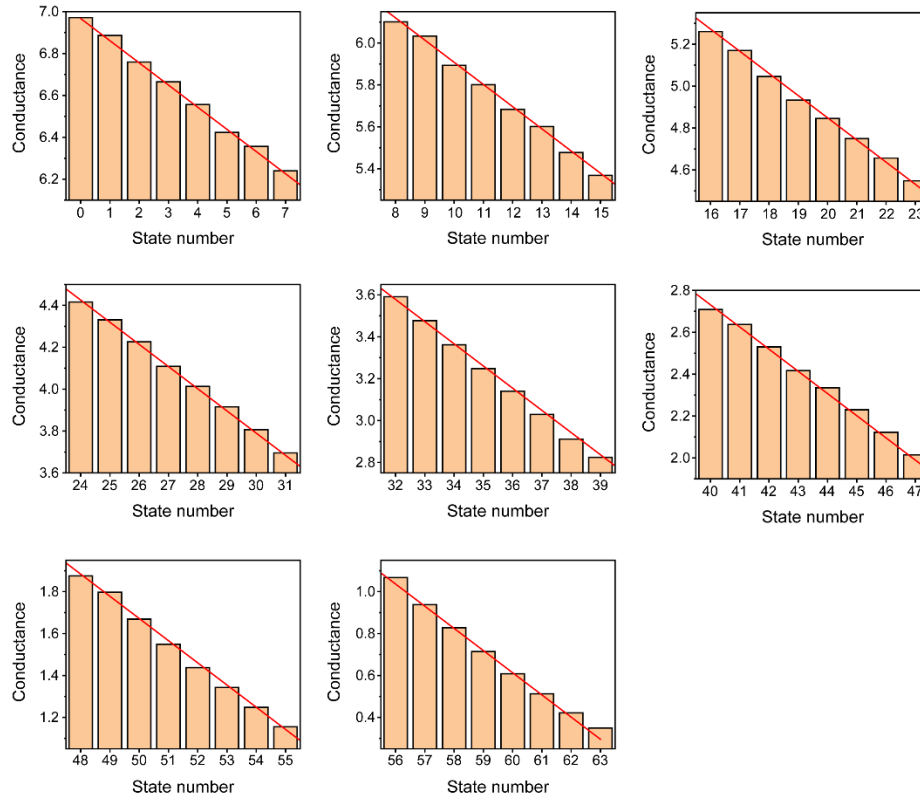 7.0
6.8
6.6
6.4
6.2
Conductance
0 1 2 3 4 5 6 7
State number
6.0
5.8
5.6
5.4
Conductance
8 9 10 11 12 13 14 15
State number
5.2
5.0
4.8
4.6
Conductance
16 17 18 19 20 21 22 23
State number
4.4
4.2
4.0
3.8
3.6
Conductance
24 25 26 27 28 29 30 31
State number
3.6
3.4
3.2
3.0
2.8
Conductance
32 33 34 35 36 37 38 39
State number
2.8
2.6
2.4
2.2
2.0
Conductance
40 41 42 43 44 45 46 47
State number
1.8
1.6
1.4
1.2
Conductance
48 49 50 51 52 53 54 55
State number
1.0
0.8
0.6
0.4
Conductance
56 57 58 59 60 61 62 63
State number